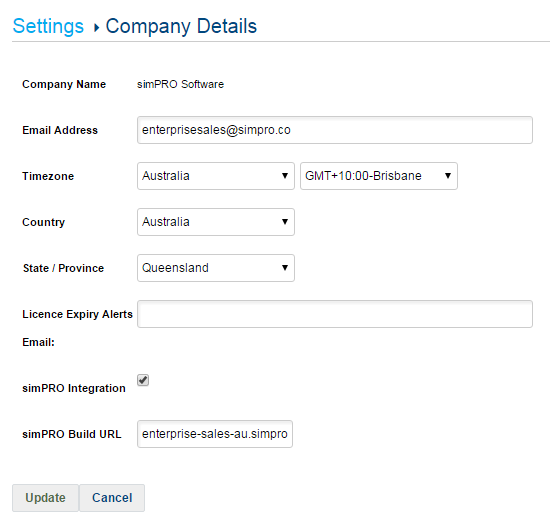 Settings ▸ Company Details
Company Name simPRO Software
Email Address enterprisesales@simpro.co
Timezone Australia GMT+10:00-Brisbane
Country Australia
State / Province Queensland
Licence Expiry Alerts
Email:
simPRO Integration
simPRO Build URL enterprise-sales-au.simpro
Update Cancel